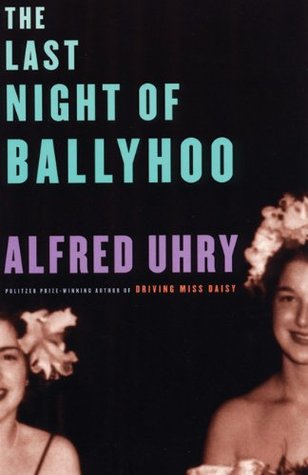 THE
LAST
NIGHT OF
BALLYHOO
ALFRED UHRY
PULITZER PRIZE-WINNING AUTHOR OF DRIVING MISS DAISY